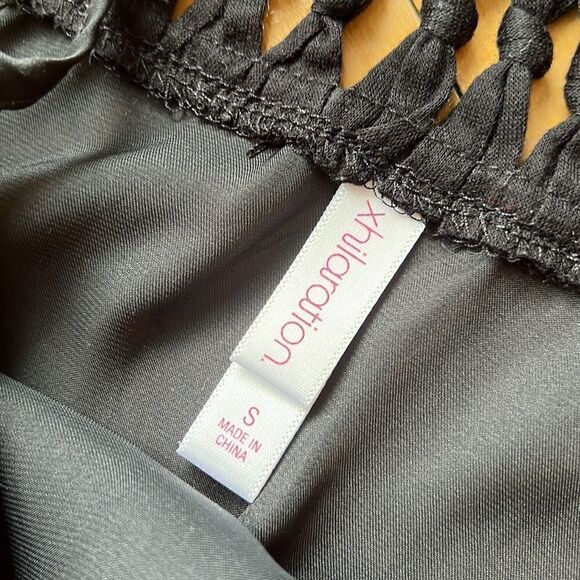 xhilaration.
S
MADE IN
CHINA